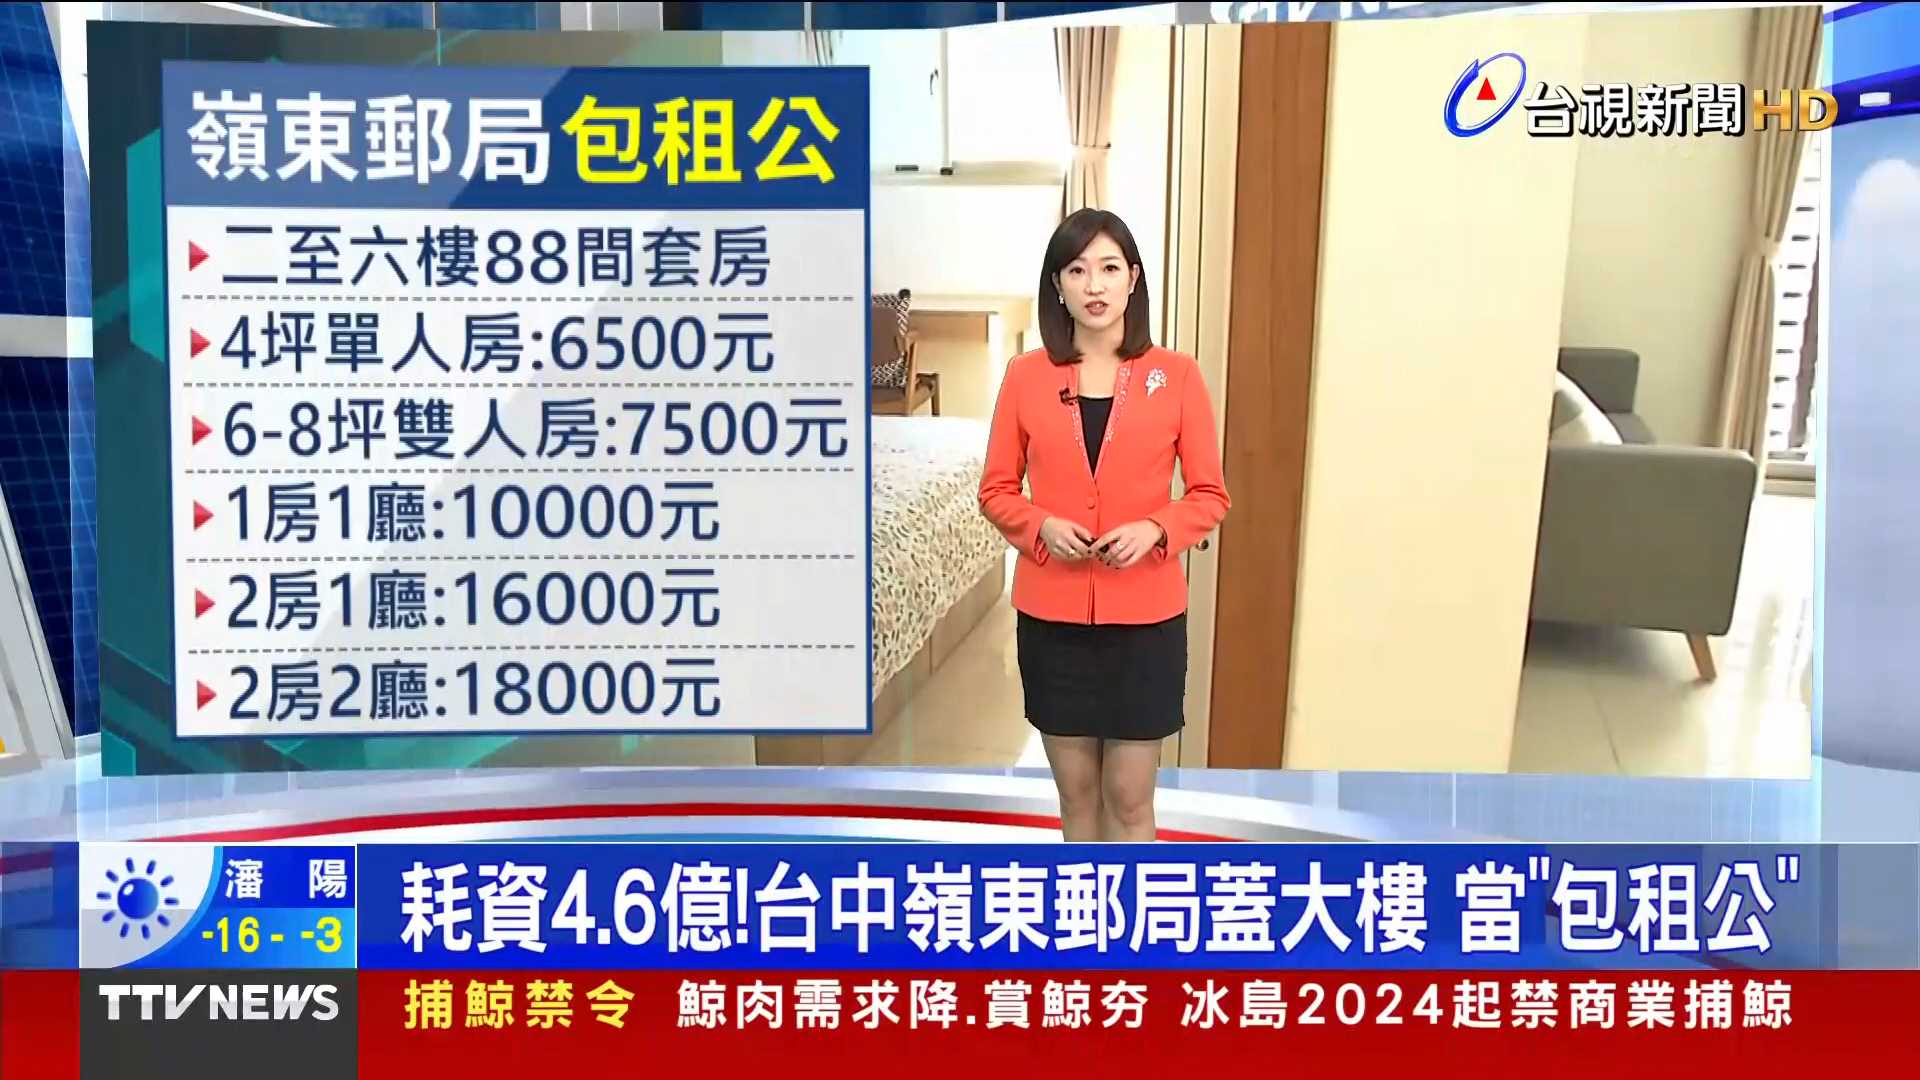 嶺東郵局包租公
二至六樓88間套房
4坪單人房:6500元
6-8坪雙人房:7500元
1房1廳:10000元
2房1廳:16000元
2房2廳:18000元
台視新聞HD
瀋陽
-16 - -3
耗資4.6億!台中嶺東郵局蓋大樓 當"包租公"
TTV NEWS
捕鯨禁令 鯨肉需求降.賞鯨夯 冰島2024起禁商業捕鯨